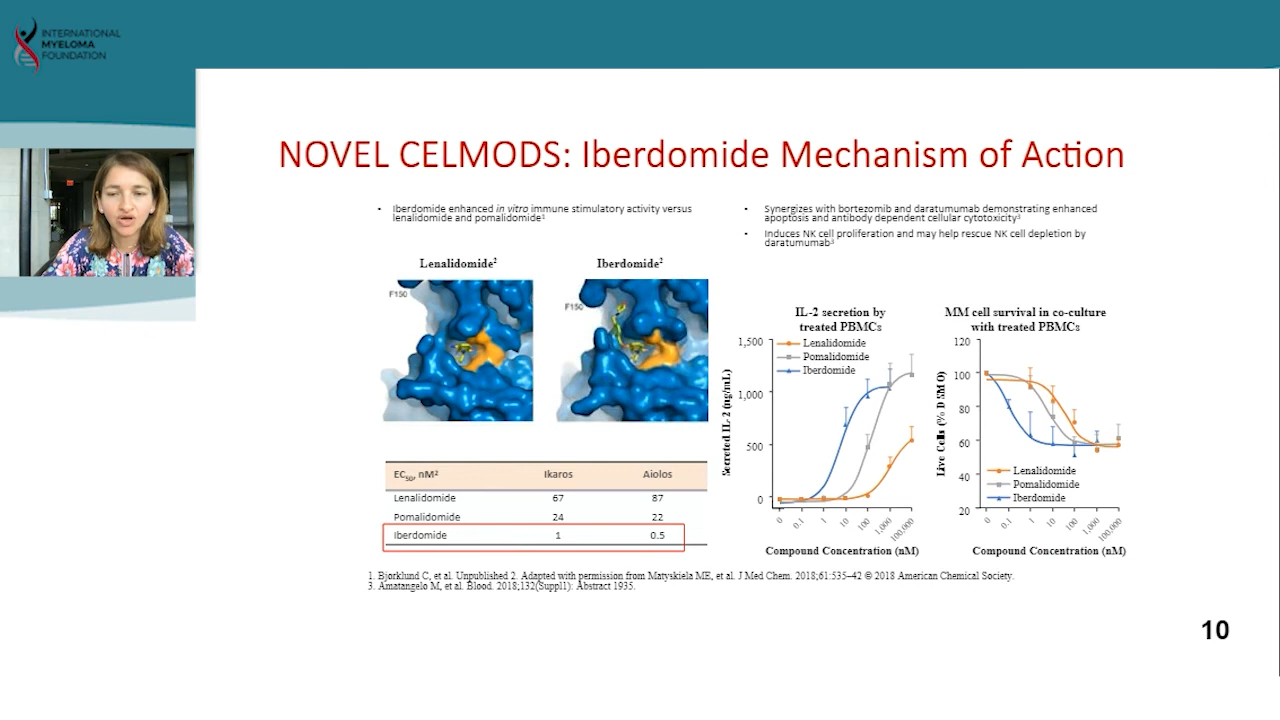 INTERNATIONAL
MYELOMA
FOUNDATION
NOVEL CELMODS: Iberdomide Mechanism of Action
• Iberdomide enhanced in vitro immune stimulatory activity versus
lenalidomide and pomalidomide1
• Synergizes with bortezomib and daratumumab demonstrating enhanced
apoptosis and antibody dependent cellular cytotoxicity3
• Induces NK cell proliferation and may help rescue NK cell depletion by
daratumumab3
Lenalidomide2
Iberdomide2
F150
F150
EC50, nM2 Ikaros Aiolos
Lenalidomide 67 87
Pomalidomide 24 22
Iberdomide 1 0.5
IL-2 secretion by
treated PBMCs
Lenalidomide
Pomalidomide
Iberdomide
Secreted IL-2 (ng/mL)
1,500
1,000
500
0
0 0.1 1 10 100 1,000 100,000
Compound Concentration (nM)
MM cell survival in co-culture
with treated PBMCs
Live Cells (% DSMO)
120
100
80
60
40
20
Lenalidomide
Pomalidomide
Iberdomide
0 0.1 1 10 100 1,000 100,000
Compound Concentration (nM)
1. Bjorklund C, et al. Unpublished 2. Adapted with permission from Matyskiela ME, et al. J Med Chem. 2018;61:535–42 © 2018 American Chemical Society.
3. Amatangelo M, et al. Blood. 2018;132(Suppl1): Abstract 1935.
10